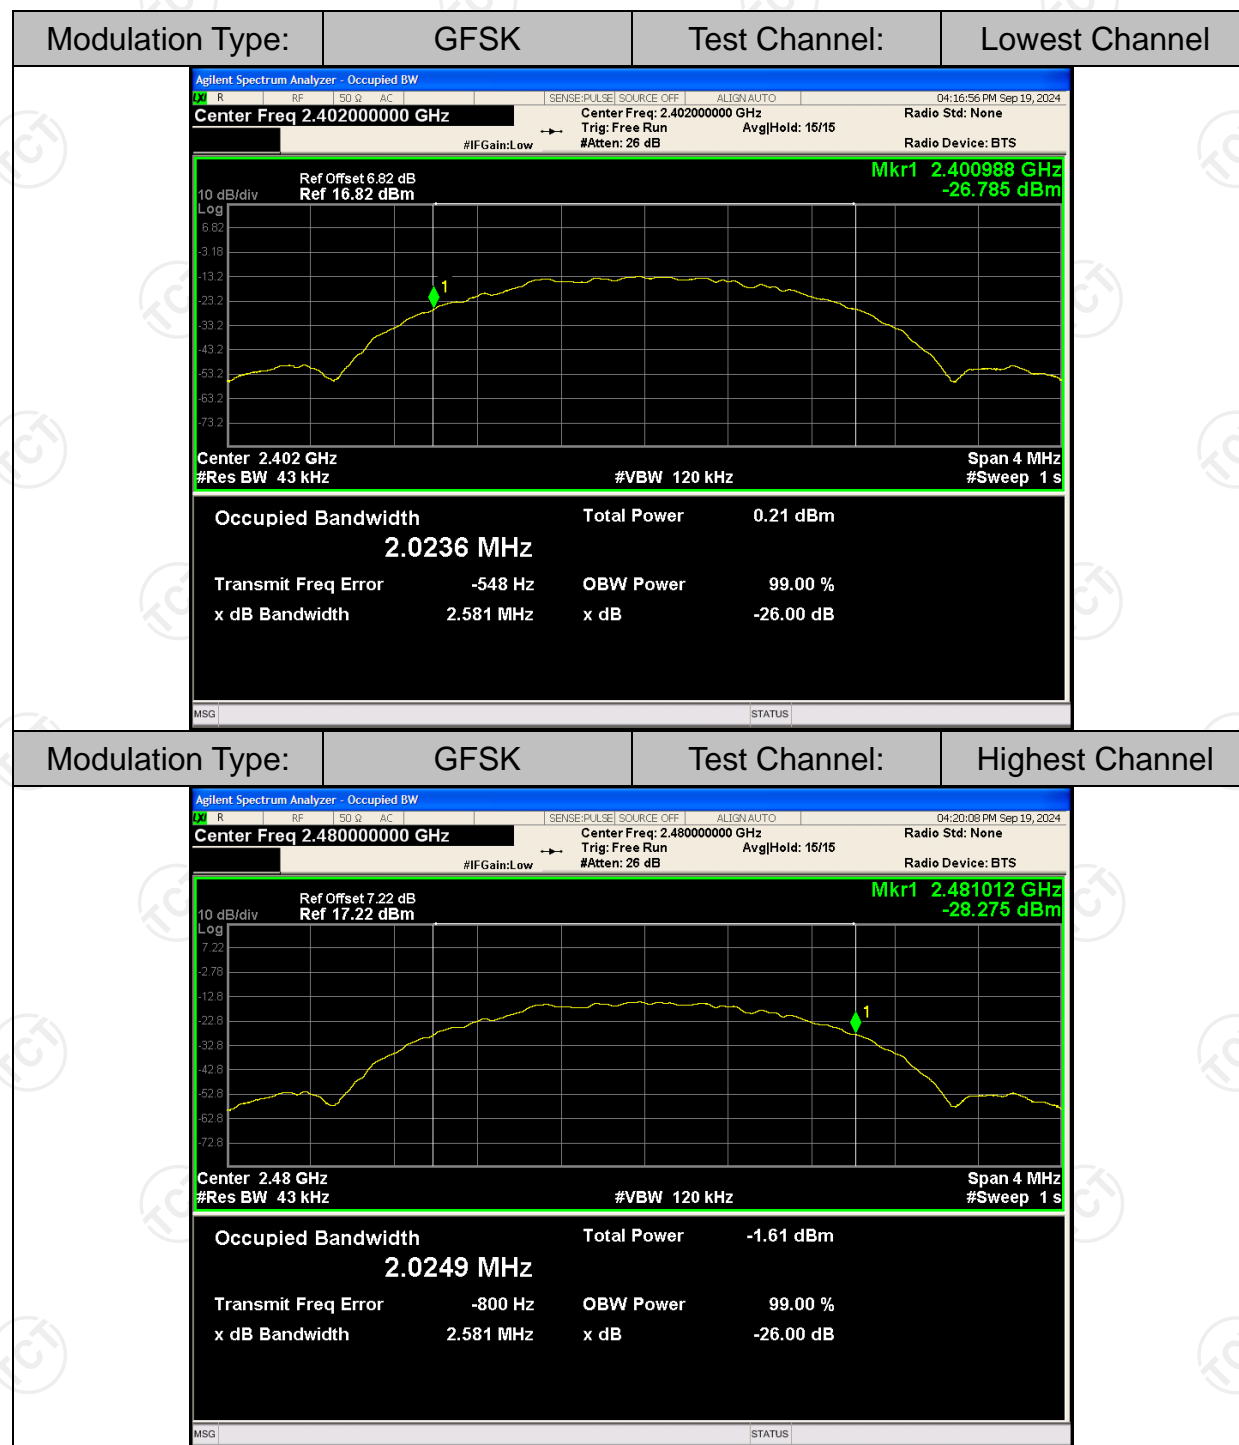 Modulation Type: GFSK Test Channel: Lowest Channel
Agilent Spectrum Analyzer - Occupied BW
LXI R RF 50 Ω AC SENSE:PULSE SOURCE OFF ALIGN AUTO 04:16:56 PM Sep 19, 2024
Center Freq 2.402000000 GHz Center Freq: 2.402000000 GHz Radio Std: None
Trig: Free Run Avg|Hold: 15/15
#IFGain:Low #Atten: 26 dB Radio Device: BTS
Mkr1 2.400988 GHz
Ref Offset 6.82 dB
10 dB/div Ref 16.82 dBm -26.785 dBm
Log
6.82
-3.18
-13.2
1
-23.2
-33.2
-43.2
-53.2
-63.2
-73.2
Center 2.402 GHz Span 4 MHz
#Res BW 43 kHz #VBW 120 kHz #Sweep 1 s
Occupied Bandwidth Total Power 0.21 dBm
2.0236 MHz
Transmit Freq Error -548 Hz OBW Power 99.00 %
x dB Bandwidth 2.581 MHz x dB -26.00 dB
MSG STATUS
Modulation Type: GFSK Test Channel: Highest Channel
Agilent Spectrum Analyzer - Occupied BW
LXI R RF 50 Ω AC SENSE:PULSE SOURCE OFF ALIGN AUTO 04:20:08 PM Sep 19, 2024
Center Freq 2.480000000 GHz Center Freq: 2.480000000 GHz Radio Std: None
Trig: Free Run Avg|Hold: 15/15
#IFGain:Low #Atten: 26 dB Radio Device: BTS
Mkr1 2.481012 GHz
Ref Offset 7.22 dB
10 dB/div Ref 17.22 dBm -28.275 dBm
Log
7.22
-2.78
-12.8
1
-22.8
-32.8
-42.8
-52.8
-62.8
-72.8
Center 2.48 GHz Span 4 MHz
#Res BW 43 kHz #VBW 120 kHz #Sweep 1 s
Occupied Bandwidth Total Power -1.61 dBm
2.0249 MHz
Transmit Freq Error -800 Hz OBW Power 99.00 %
x dB Bandwidth 2.581 MHz x dB -26.00 dB
MSG STATUS
TCT